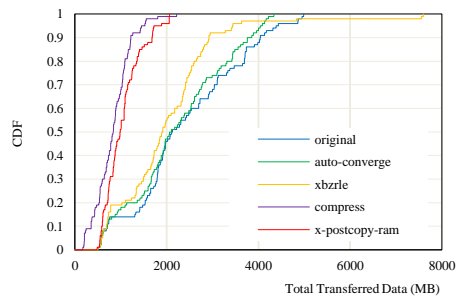 1
0.9
0.8
0.7
0.6
0.5
0.4
0.3
0.2
0.1
0
CDF
original
auto-converge
xbzrle
compress
x-postcopy-ram
0 2000 4000 6000 8000
Total Transferred Data (MB)